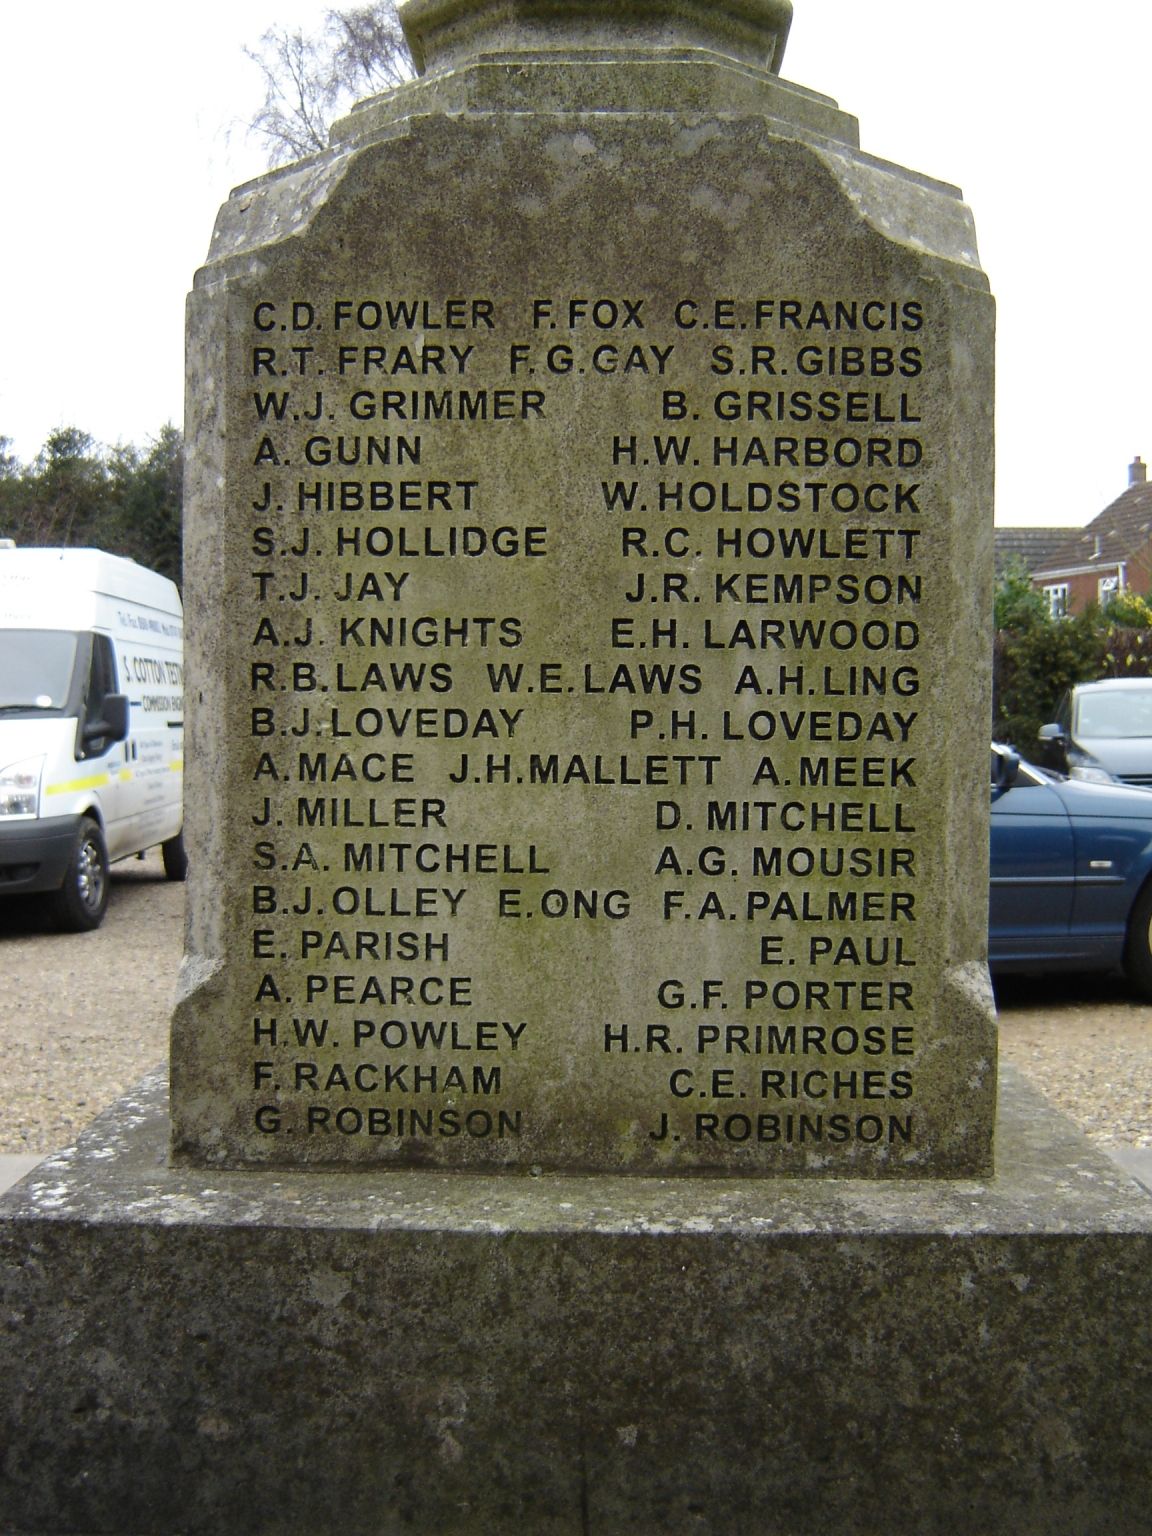 C.D. FOWLER F. FOX C.E. FRANCIS
R.T. FRARY F.G. GAY S.R. GIBBS
W.J. GRIMMER B. GRISSELL
A. GUNN H.W. HARBORD
J. HIBBERT W. HOLDSTOCK
S.J. HOLLIDGE R.C. HOWLETT
T.J. JAY J.R. KEMPSON
A.J. KNIGHTS E.H. LARWOOD
R.B. LAWS W.E. LAWS A.H. LING
B.J. LOVEDAY P.H. LOVEDAY
A. MACE J.H. MALLETT A. MEEK
J. MILLER D. MITCHELL
S.A. MITCHELL A.G. MOUSIR
B.J. OLLEY E. ONG F.A. PALMER
E. PARISH E. PAUL
A. PEARCE G.F. PORTER
H.W. POWLEY H.R. PRIMROSE
F. RACKHAM C.E. RICHES
G. ROBINSON J. ROBINSON
S. COTTON